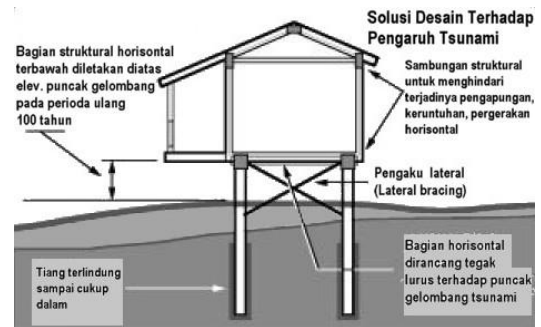 Solusi Desain Terhadap
Pengaruh Tsunami
Bagian struktural horisontal
terbawah diletakan diatas
elev. puncak gelombang
pada perioda ulang
100 tahun
Sambungan struktural
untuk menghindari
terjadinya pengapungan,
keruntuhan, pergerakan
horisontal
Pengaku lateral
(Lateral bracing)
Bagian horisontal
dirancang tegak
lurus terhadap puncak
gelombang tsunami
Tiang terlindung
sampai cukup
dalam